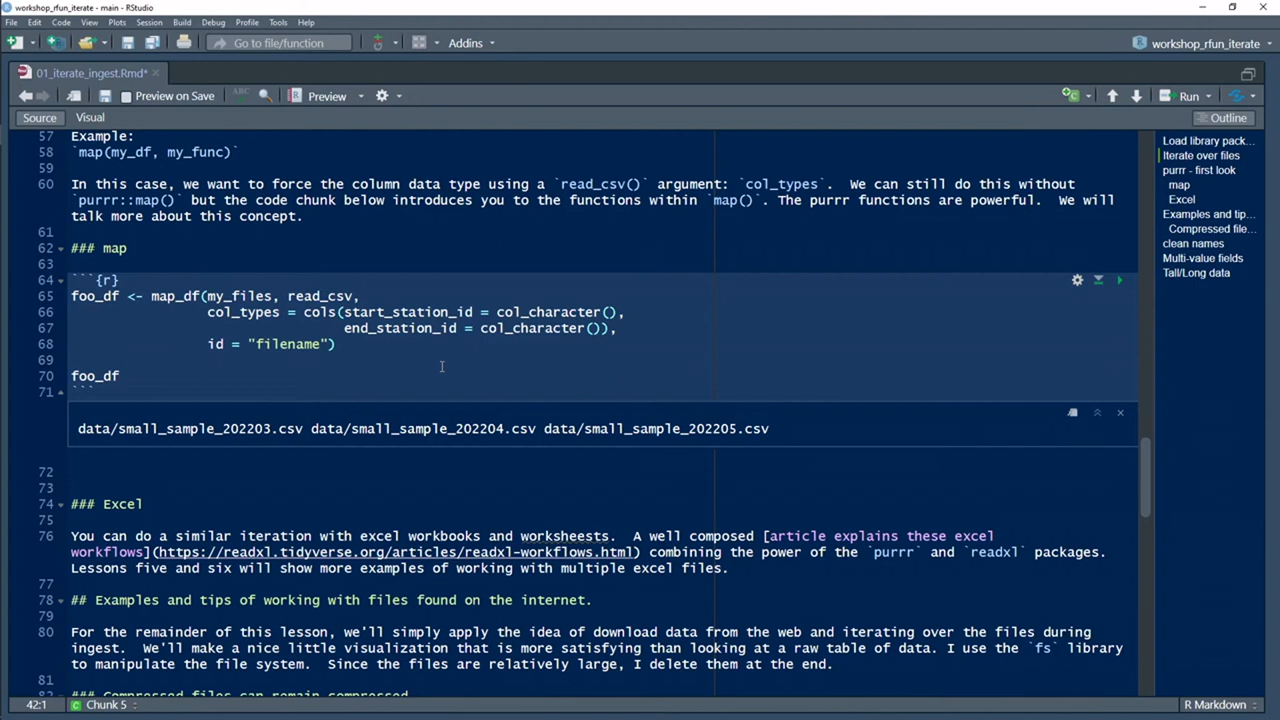 workshop_rfun_iterate - main - RStudio
File Edit Code View Plots Session Build Debug Profile Tools Help
Go to file/function Addins workshop_rfun_iterate
01_iterate_ingest.Rmd*
Preview on Save ABC Preview Run
Source Visual Outline
57 Example:
58 `map(my_df, my_func)`
59
60 In this case, we want to force the column data type using a `read_csv()` argument: `col_types`. We can still do this without
`purrr::map()` but the code chunk below introduces you to the functions within `map()`. The purrr functions are powerful. We will
talk more about this concept.
61
62 ### map
63
64 ```{r}
65 foo_df <- map_df(my_files, read_csv,
66 col_types = cols(start_station_id = col_character(),
67 end_station_id = col_character()),
68 id = "filename")
69
70 foo_df
71 ```
data/small_sample_202203.csv data/small_sample_202204.csv data/small_sample_202205.csv
72
73
74 ### Excel
75
76 You can do a similar iteration with excel workbooks and worksheests. A well composed [article explains these excel
workflows](https://readxl.tidyverse.org/articles/readxl-workflows.html) combining the power of the `purrr` and `readxl` packages.
Lessons five and six will show more examples of working with multiple excel files.
77
78 ## Examples and tips of working with files found on the internet.
79
80 For the remainder of this lesson, we'll simply apply the idea of download data from the web and iterating over the files during
ingest. We'll make a nice little visualization that is more satisfying than looking at a raw table of data. I use the `fs` library
to manipulate the file system. Since the files are relatively large, I delete them at the end.
81
82 ### Compressed files can remain compressed
Load library pack...
Iterate over files
purrr - first look
map
Excel
Examples and tip...
Compressed file...
clean names
Multi-value fields
Tall/Long data
42:1 Chunk 5 R Markdown